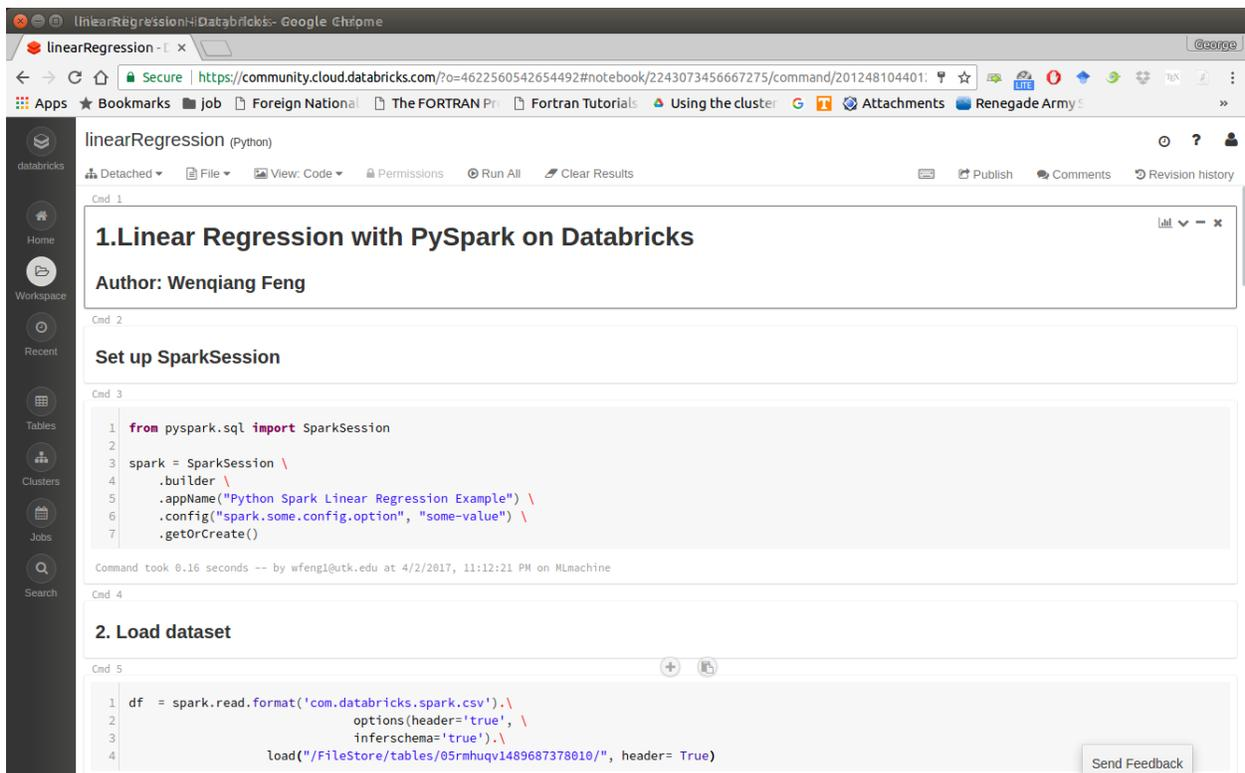 linearRegression - Databricks - Google Chrome
linearRegression - D
George
Secure | https://community.cloud.databricks.com/?o=4622560542654492#notebook/2243073456667275/command/201248104401
LITE
Apps Bookmarks job Foreign National The FORTRAN Pr Fortran Tutorials Using the cluster G T Attachments Renegade Army S »
databricks
Home
Workspace
Recent
Tables
Clusters
Jobs
Search
linearRegression (Python)
?
Detached File View: Code Permissions Run All Clear Results Publish Comments Revision history
Cmd 1
1.Linear Regression with PySpark on Databricks
Author: Wenqiang Feng
Cmd 2
Set up SparkSession
Cmd 3
1 from pyspark.sql import SparkSession
2
3 spark = SparkSession \
4 .builder \
5 .appName("Python Spark Linear Regression Example") \
6 .config("spark.some.config.option", "some-value") \
7 .getOrCreate()
Command took 0.16 seconds -- by wfeng1@utk.edu at 4/2/2017, 11:12:21 PM on MLmachine
Cmd 4
2. Load dataset
Cmd 5
1 df = spark.read.format('com.databricks.spark.csv').\
2 options(header='true', \
3 inferschema='true').\
4 load("/FileStore/tables/05rmhuqv1489687378010/", header= True)
Send Feedback